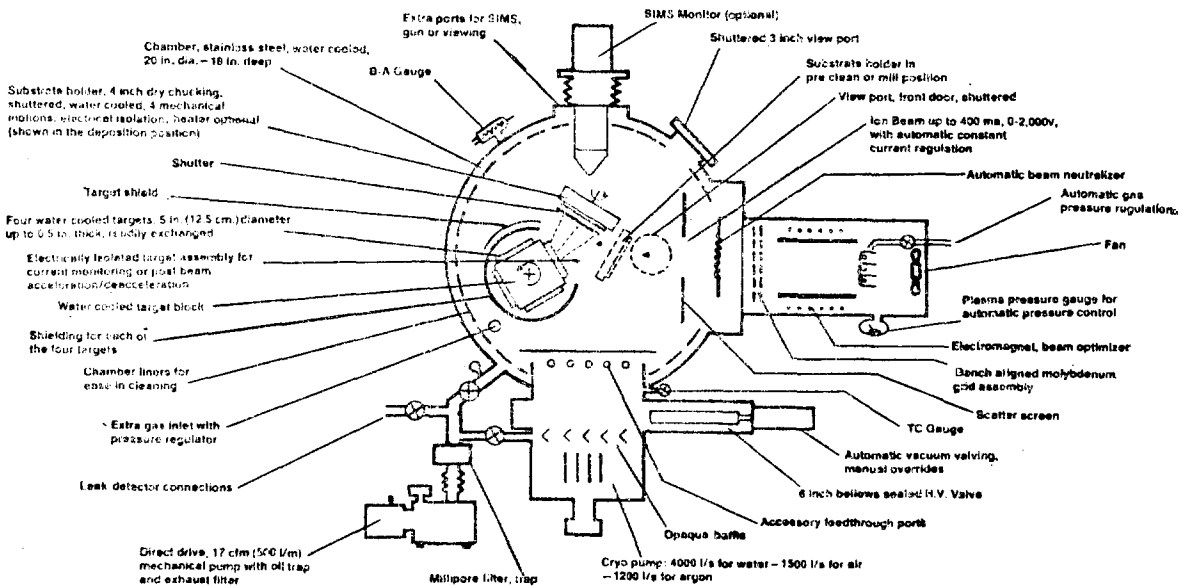 Extra ports for SIMS,
gun or viewing
SIMS Monitor (optional)
Shuttered 3 inch view port
Chamber, stainless steel, water cooled,
20 in. dia. – 18 in. deep
B-A Gauge
Substrate holder in
pre clean or mill position
Substrate holder, 4 inch dry chucking,
shuttered, water cooled, 4 mechanical
motions, electrical isolation, heater optional
(shown in the deposition position)
View port, front door, shuttered
Ion Beam up to 400 ma, 0-2,000v,
with automatic constant
current regulation
Shutter
Automatic beam neutralizer
Target shield
Automatic gas
pressure rugulation
Four water cooled targets, 5 in. (12.5 cm.) diameter
up to 0.5 in. thick, readily exchanged
Fan
Electrically isolated target assembly for
current monitoring or post beam
acceleration/deacceleration
Plasma pressure gauge for
automatic pressure control
Water cooled target block
Shielding for each of
the four targets
Electromagnet, beam optimizer
Chamber liners for
ease in cleaning
Bench aligned molybdenum
grid assembly
Scatter screen
Extra gas inlet with
pressure regulator
TC Gauge
Automatic vacuum valving,
manual overrides
Leak detector connections
6 inch bellows sealed H.V. Valve
Accessory feedthrough ports
Opaqua baffle
Direct drive, 17 cfm (500 l/m)
mechanical pump with oil trap
and exhaust filter
Millipore filter, trap
Cryo pump: 4000 l/s for water – 1500 l/s for air
– 1200 l/s for argon